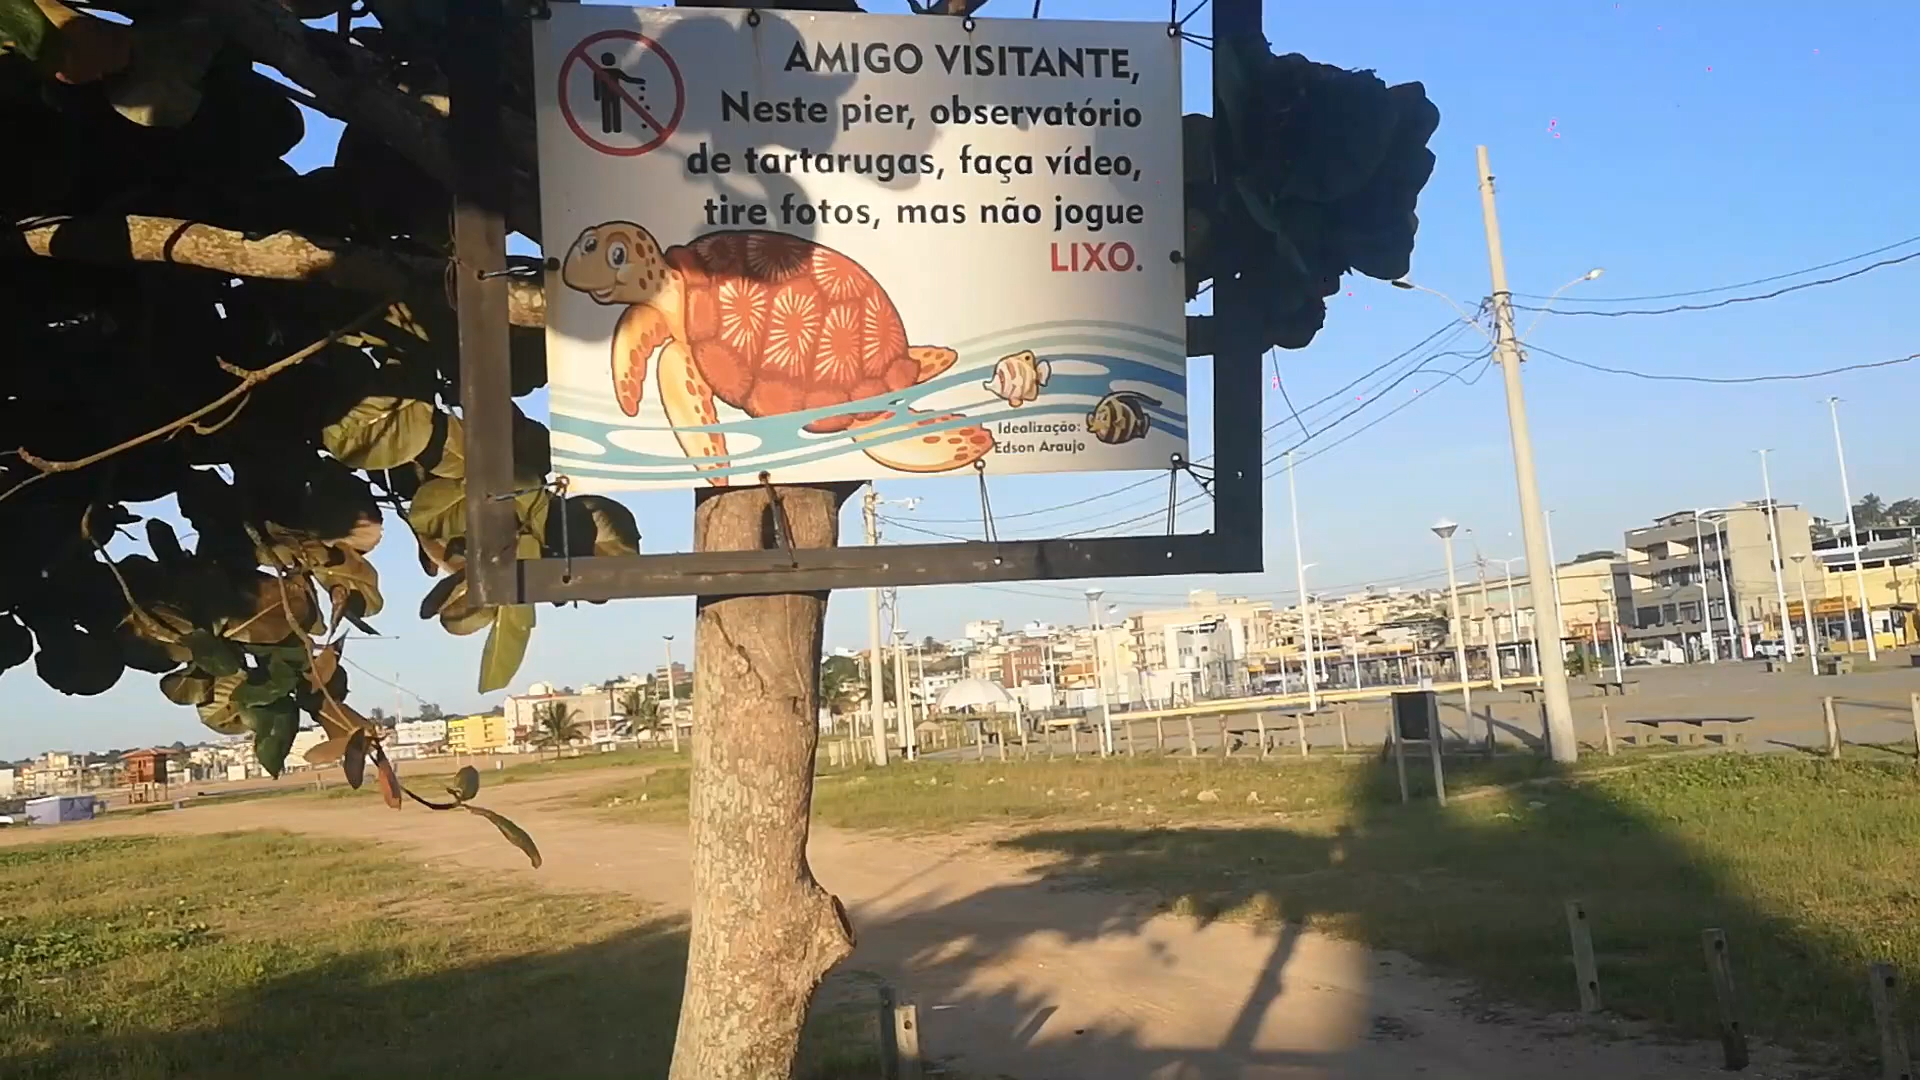 AMIGO VISITANTE,
Neste pier, observatório
de tartarugas, faça vídeo,
tire fotos, mas não jogue
LIXO.
Idealização:
Edson Araujo